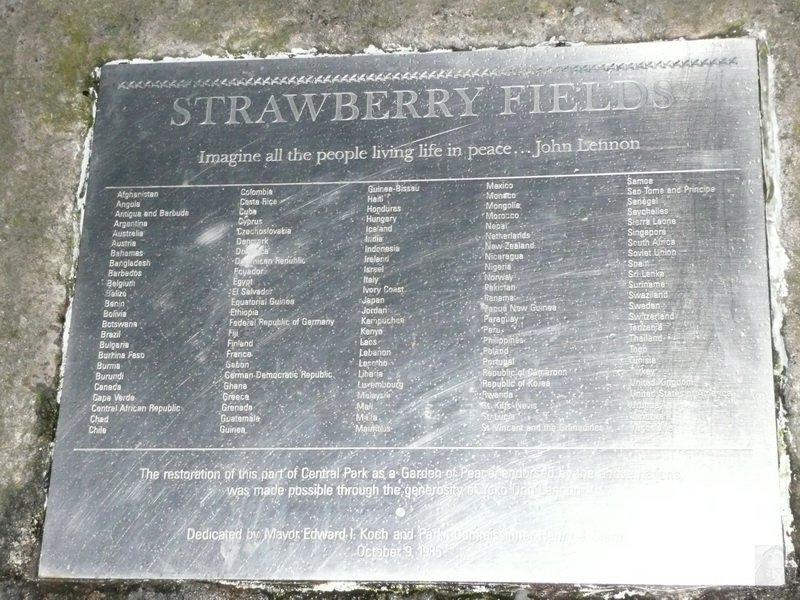 STRAWBERRY FIELDS
Imagine all the people living life in peace... John Lennon
Afghanistan
Angola
Antigua and Barbuda
Argentina
Australia
Austria
Bahamas
Bangladesh
Barbados
Belgium
Belize
Benin
Bolivia
Botswana
Brazil
Bulgaria
Burkina Faso
Burma
Burundi
Canada
Cape Verde
Central African Republic
Chad
Chile
Colombia
Costa Rica
Cuba
Cyprus
Czechoslovakia
Denmark
Dominican Republic
Ecuador
Egypt
El Salvador
Equatorial Guinea
Ethiopia
Federal Republic of Germany
Fiji
Finland
France
Gabon
German Democratic Republic
Ghana
Greece
Grenada
Guatemala
Guinea
Guinea-Bissau
Haiti
Honduras
Hungary
Iceland
India
Indonesia
Ireland
Israel
Italy
Ivory Coast
Japan
Jordan
Kampuchea
Kenya
Laos
Lebanon
Lesotho
Liberia
Luxembourg
Malaysia
Mali
Malta
Mauritius
Mexico
Monaco
Mongolia
Morocco
Nepal
Netherlands
New Zealand
Nicaragua
Nigeria
Norway
Pakistan
Panama
Papua New Guinea
Paraguay
Peru
Philippines
Poland
Portugal
Republic of Cameroon
Republic of Korea
Rwanda
St. Kitts-Nevis
St. Lucia
St. Vincent and the Grenadines
Samoa
Sao Tome and Principe
Senegal
Seychelles
Sierra Leone
Singapore
South Africa
Soviet Union
Spain
Sri Lanka
Suriname
Swaziland
Sweden
Switzerland
Tanzania
Thailand
Togo
Tunisia
Turkey
United Kingdom
United States
The restoration of this part of Central Park as a Garden of Peace, endorsed by the above nations,
was made possible through the generosity of Yoko Ono Lennon
Dedicated by Mayor Edward I. Koch and Parks Commissioner Henry J. Stern
October 9, 1985